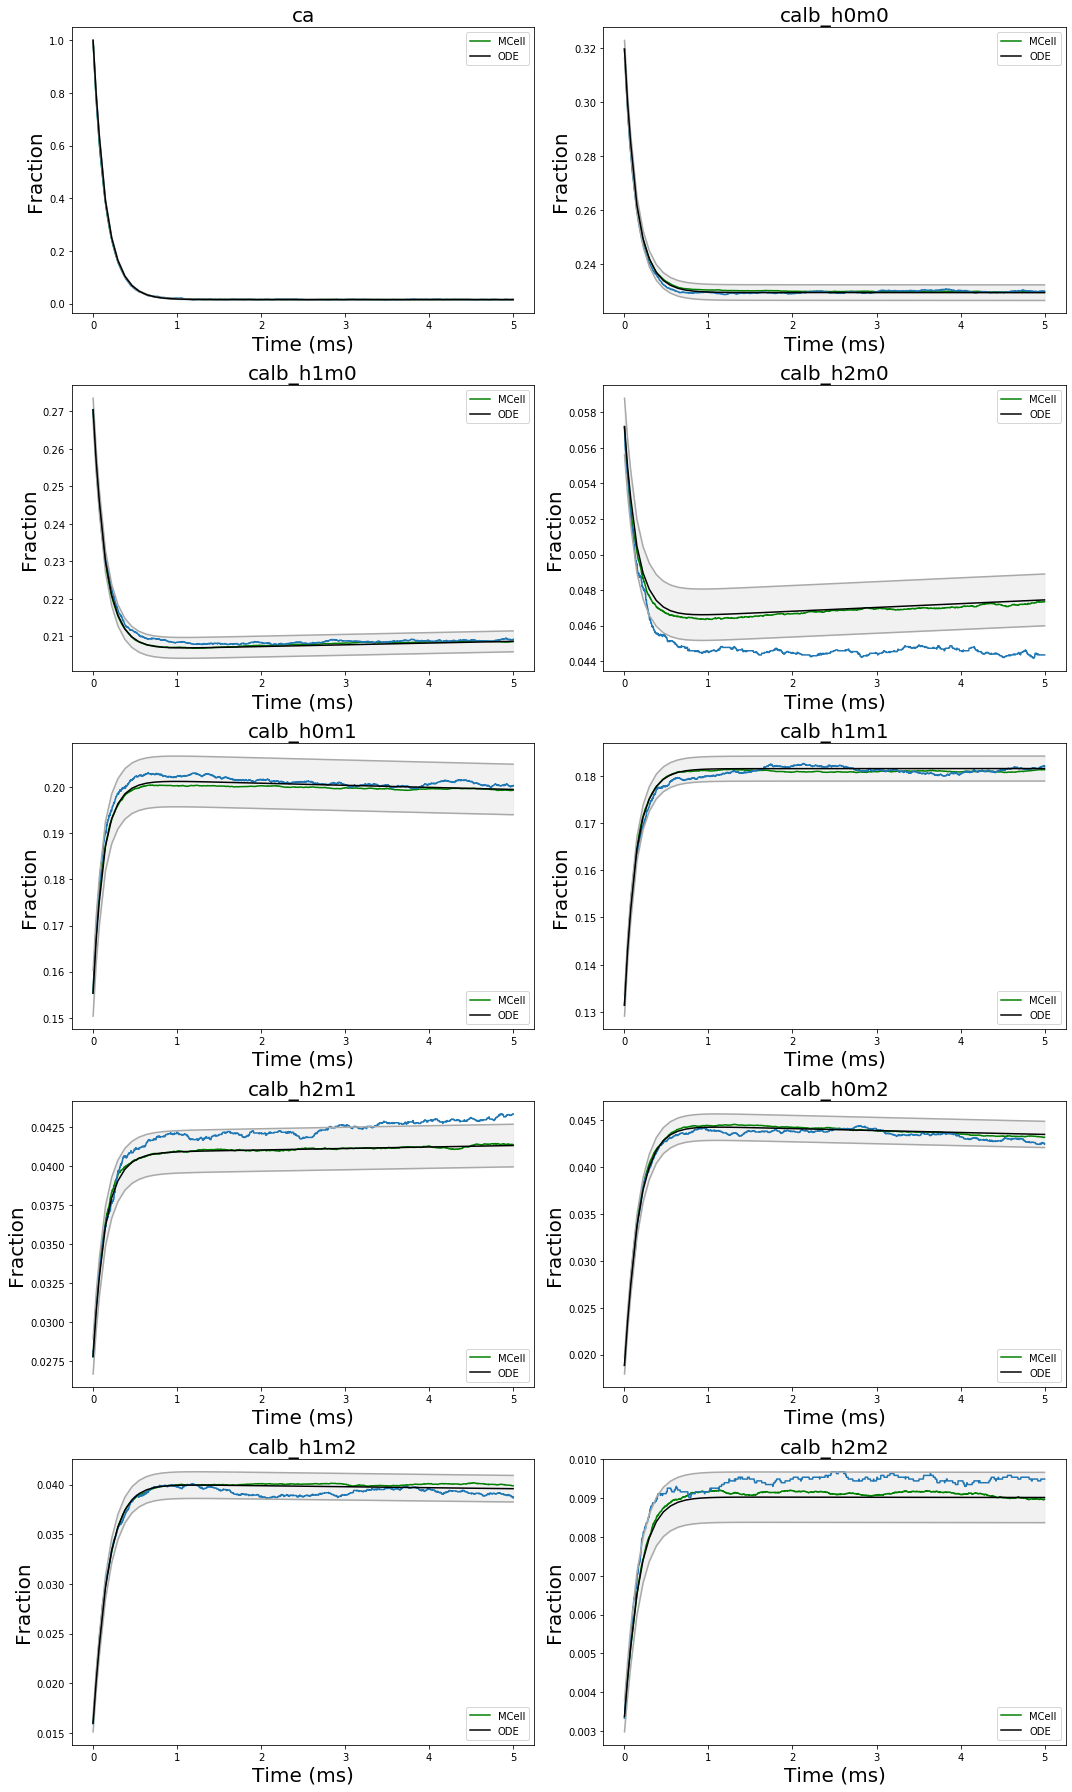 ca
1.0
0.8
0.6
0.4
0.2
0.0
Fraction
MCell
ODE
0 1 2 3 4 5
Time (ms)
calb_h0m0
0.32
0.30
0.28
0.26
0.24
Fraction
MCell
ODE
0 1 2 3 4 5
Time (ms)
calb_h1m0
0.27
0.26
0.25
0.24
0.23
0.22
0.21
Fraction
MCell
ODE
0 1 2 3 4 5
Time (ms)
calb_h2m0
0.058
0.056
0.054
0.052
0.050
0.048
0.046
0.044
Fraction
MCell
ODE
0 1 2 3 4 5
Time (ms)
calb_h0m1
0.20
0.19
0.18
0.17
0.16
0.15
Fraction
MCell
ODE
0 1 2 3 4 5
Time (ms)
calb_h1m1
0.18
0.17
0.16
0.15
0.14
0.13
Fraction
MCell
ODE
0 1 2 3 4 5
Time (ms)
calb_h2m1
0.0425
0.0400
0.0375
0.0350
0.0325
0.0300
0.0275
Fraction
MCell
ODE
0 1 2 3 4 5
Time (ms)
calb_h0m2
0.045
0.040
0.035
0.030
0.025
0.020
Fraction
MCell
ODE
0 1 2 3 4 5
Time (ms)
calb_h1m2
0.040
0.035
0.030
0.025
0.020
0.015
Fraction
MCell
ODE
0 1 2 3 4 5
Time (ms)
calb_h2m2
0.010
0.009
0.008
0.007
0.006
0.005
0.004
0.003
Fraction
MCell
ODE
0 1 2 3 4 5
Time (ms)